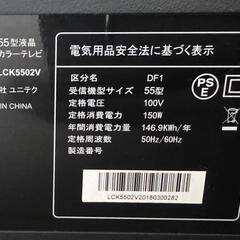 55型液晶
カラーテレビ
LCK5502V
社 ユニテク
IN CHINA
電気用品安全法に基づく表示
区分名 DF1
受信機型サイズ 55型
定格電圧 100V
定格消費電力 150W
年間消費電力量 146.9KWh/年
定格周波数 50Hz/60Hz
製造番号
PSE
LCK5502V20180300282